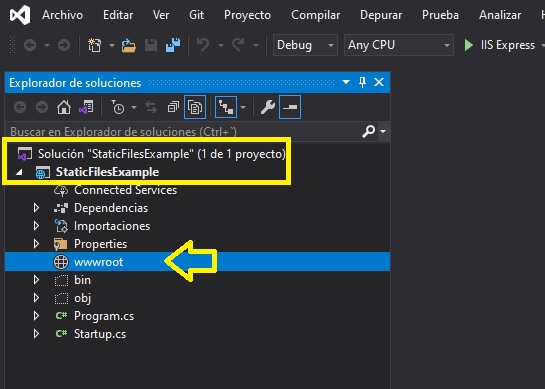 Archivo Editar Ver Git Proyecto Compilar Depurar Prueba Analizar
Debug Any CPU IIS Express
Explorador de soluciones
Buscar en Explorador de soluciones (Ctrl+`)
Solución "StaticFilesExample" (1 de 1 proyecto)
StaticFilesExample
Connected Services
Dependencias
Importaciones
Properties
wwwroot
bin
obj
C# Program.cs
C# Startup.cs